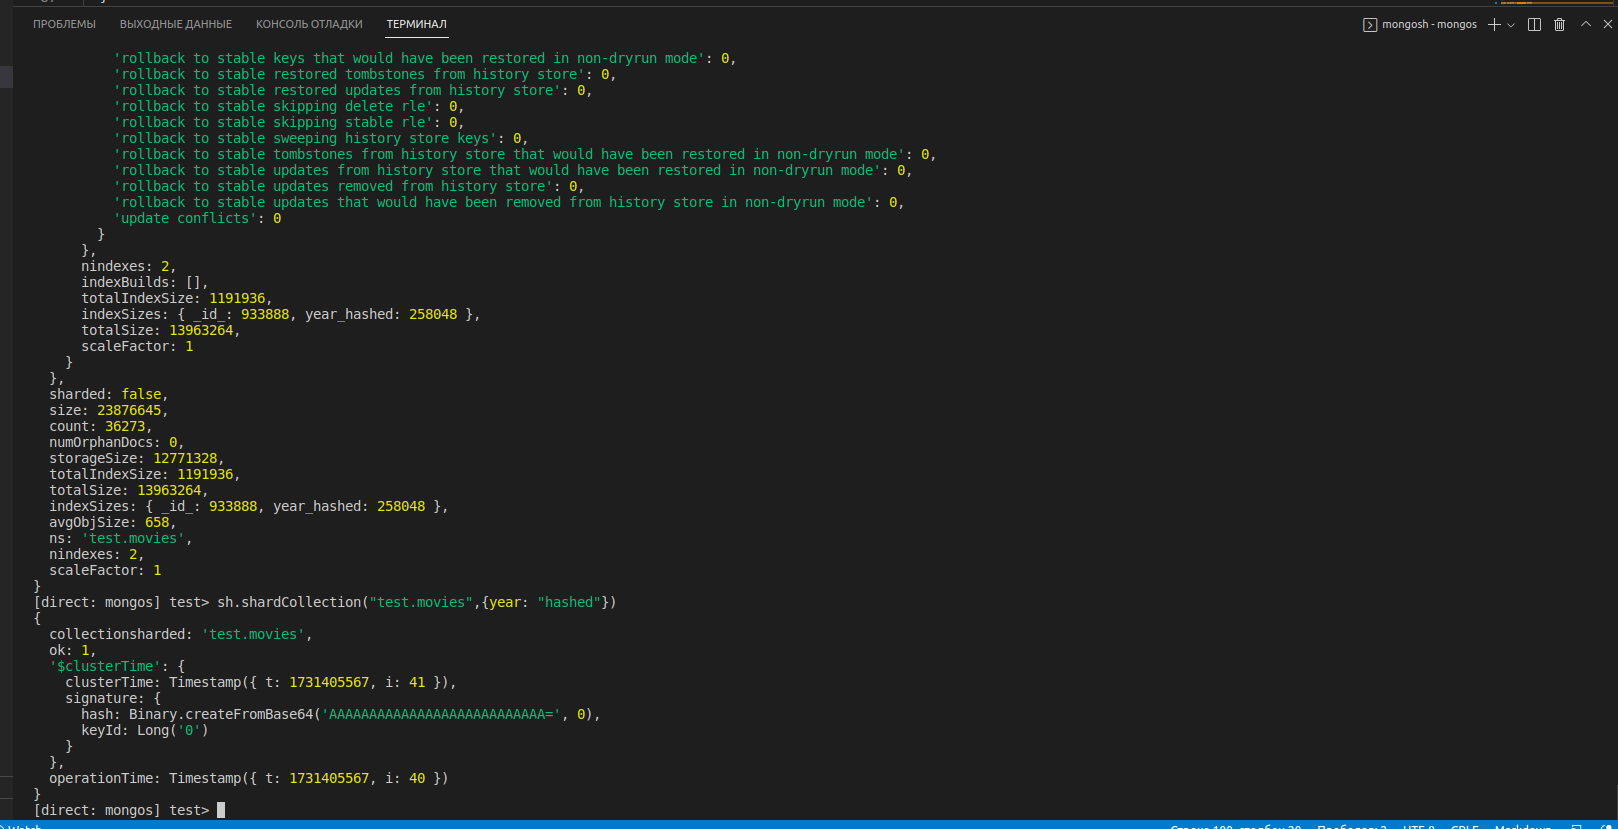 ПРОБЛЕМЫ ВЫХОДНЫЕ ДАННЫЕ КОНСОЛЬ ОТЛАДКИ ТЕРМИНАЛ mongosh - mongos
'rollback to stable keys that would have been restored in non-dryrun mode': 0,
'rollback to stable restored tombstones from history store': 0,
'rollback to stable restored updates from history store': 0,
'rollback to stable skipping delete rle': 0,
'rollback to stable skipping stable rle': 0,
'rollback to stable sweeping history store keys': 0,
'rollback to stable tombstones from history store that would have been restored in non-dryrun mode': 0,
'rollback to stable updates from history store that would have been restored in non-dryrun mode': 0,
'rollback to stable updates removed from history store': 0,
'rollback to stable updates that would have been removed from history store in non-dryrun mode': 0,
'update conflicts': 0
}
},
nindexes: 2,
indexBuilds: [],
totalIndexSize: 1191936,
indexSizes: { _id_: 933888, year_hashed: 258048 },
totalSize: 13963264,
scaleFactor: 1
}
},
sharded: false,
size: 23876645,
count: 36273,
numOrphanDocs: 0,
storageSize: 12771328,
totalIndexSize: 1191936,
totalSize: 13963264,
indexSizes: { _id_: 933888, year_hashed: 258048 },
avgObjSize: 658,
ns: 'test.movies',
nindexes: 2,
scaleFactor: 1
}
[direct: mongos] test> sh.shardCollection("test.movies",{year: "hashed"})
{
collectionsharded: 'test.movies',
ok: 1,
'$clusterTime': {
clusterTime: Timestamp({ t: 1731405567, i: 41 }),
signature: {
hash: Binary.createFromBase64('AAAAAAAAAAAAAAAAAAAAAAAAAAA=', 0),
keyId: Long('0')
}
},
operationTime: Timestamp({ t: 1731405567, i: 40 })
}
[direct: mongos] test>